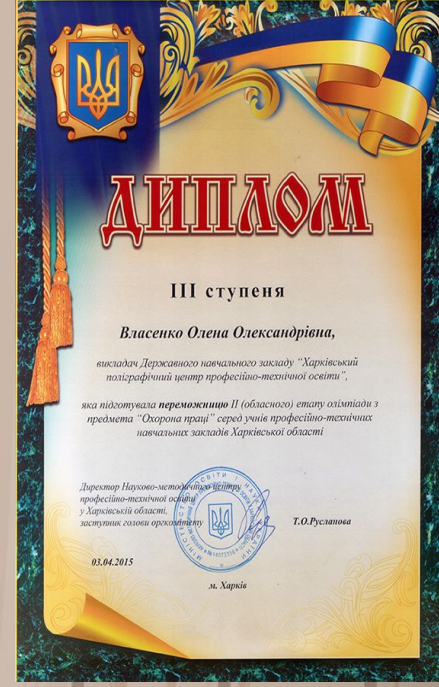 ДИПЛОМ
III ступеня
Власенко Олена Олександрівна,
викладач Державного навчального закладу “Харківський
поліграфічний центр професійно-технічної освіти”,
яка підготувала переможницю II (обласного) етапу олімпіади з
предмета “Охорона праці” серед учнів професійно-технічних
навчальних закладів Харківської області
Директор Науково-методичного центру
професійно-технічної освіти
у Харківській області,
заступник голови оргкомітету
Т.О.Русланова
03.04.2015
м. Харків